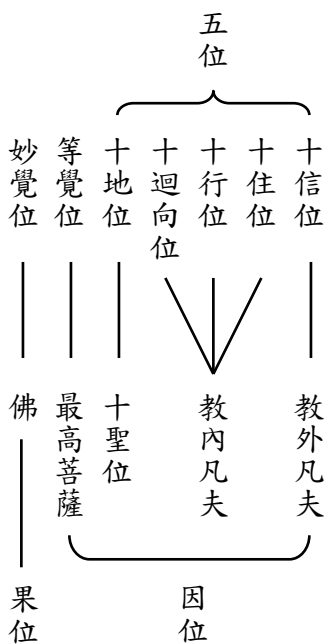 五位
十信位
十住位
十行位
十迴向位
十地位
等覺位
妙覺位
教外凡夫
教內凡夫
十聖位
最高菩薩
佛
因位
果位